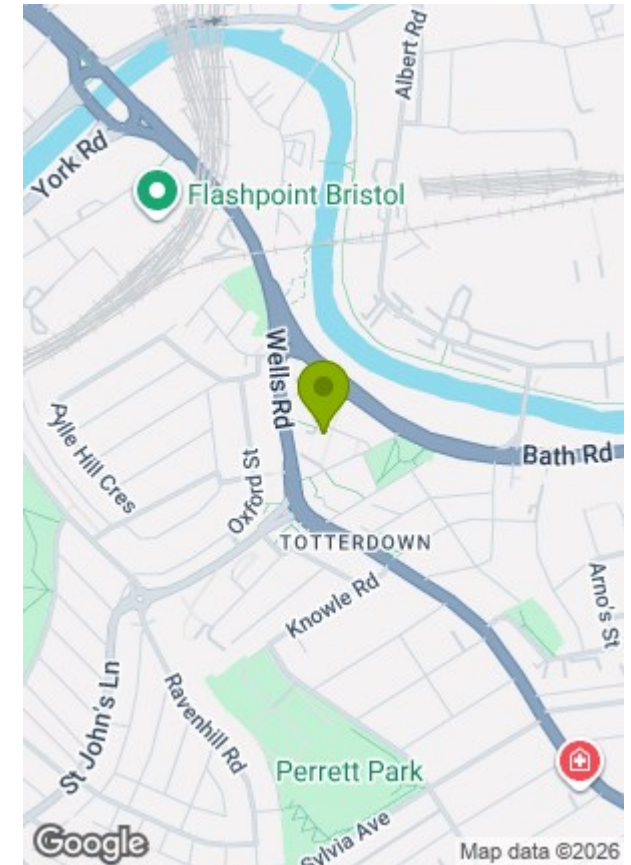 Albert Rd
York Rd
Flashpoint Bristol
Wells Rd
Bath Rd
Pylle Hill Cres
Oxford St
TOTTERDOWN
Knowle Rd
Arno's St
St John's Ln
Ravenhill Rd
Perrett Park
Sylvia Ave
Google
Map data ©2026